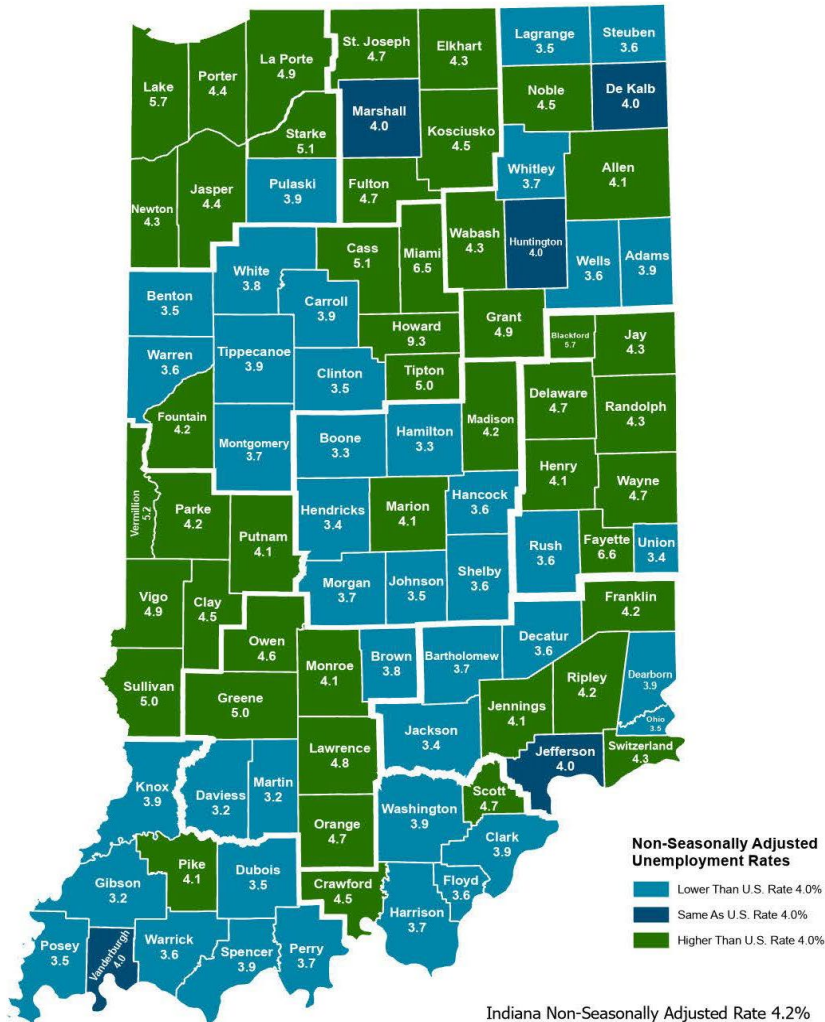 Lagrange
3.5
Steuben
3.6
St. Joseph
4.7
Elkhart
4.3
La Porte
4.9
Porter
4.4
Lake
5.7
Noble
4.5
De Kalb
4.0
Marshall
4.0
Kosciusko
4.5
Starke
5.1
Whitley
3.7
Allen
4.1
Pulaski
3.9
Fulton
4.7
Jasper
4.4
Newton
4.3
Wabash
4.3
Huntington
4.0
Cass
5.1
Miami
6.5
Wells
3.6
Adams
3.9
White
3.8
Benton
3.5
Carroll
3.9
Grant
4.9
Howard
9.3
Blackford
5.7
Jay
4.3
Warren
3.6
Tippecanoe
3.9
Clinton
3.5
Tipton
5.0
Delaware
4.7
Randolph
4.3
Fountain
4.2
Madison
4.2
Montgomery
3.7
Boone
3.3
Hamilton
3.3
Henry
4.1
Wayne
4.7
Vermillion
5.2
Parke
4.2
Hendricks
3.4
Marion
4.1
Hancock
3.6
Putnam
4.1
Rush
3.6
Fayette
6.6
Union
3.4
Vigo
4.9
Clay
4.5
Morgan
3.7
Johnson
3.5
Shelby
3.6
Franklin
4.2
Owen
4.6
Monroe
4.1
Brown
3.8
Bartholomew
3.7
Decatur
3.6
Sullivan
5.0
Greene
5.0
Ripley
4.2
Dearborn
3.9
Ohio
3.5
Jennings
4.1
Jackson
3.4
Lawrence
4.8
Jefferson
4.0
Switzerland
4.3
Knox
3.9
Daviess
3.2
Martin
3.2
Scott
4.7
Washington
3.9
Orange
4.7
Clark
3.9
Pike
4.1
Dubois
3.5
Crawford
4.5
Floyd
3.6
Gibson
3.2
Harrison
3.7
Posey
3.5
Vanderburgh
4.0
Warrick
3.6
Spencer
3.9
Perry
3.7
Non-Seasonally Adjusted
Unemployment Rates
Lower Than U.S. Rate 4.0%
Same As U.S. Rate 4.0%
Higher Than U.S. Rate 4.0%
Indiana Non-Seasonally Adjusted Rate 4.2%